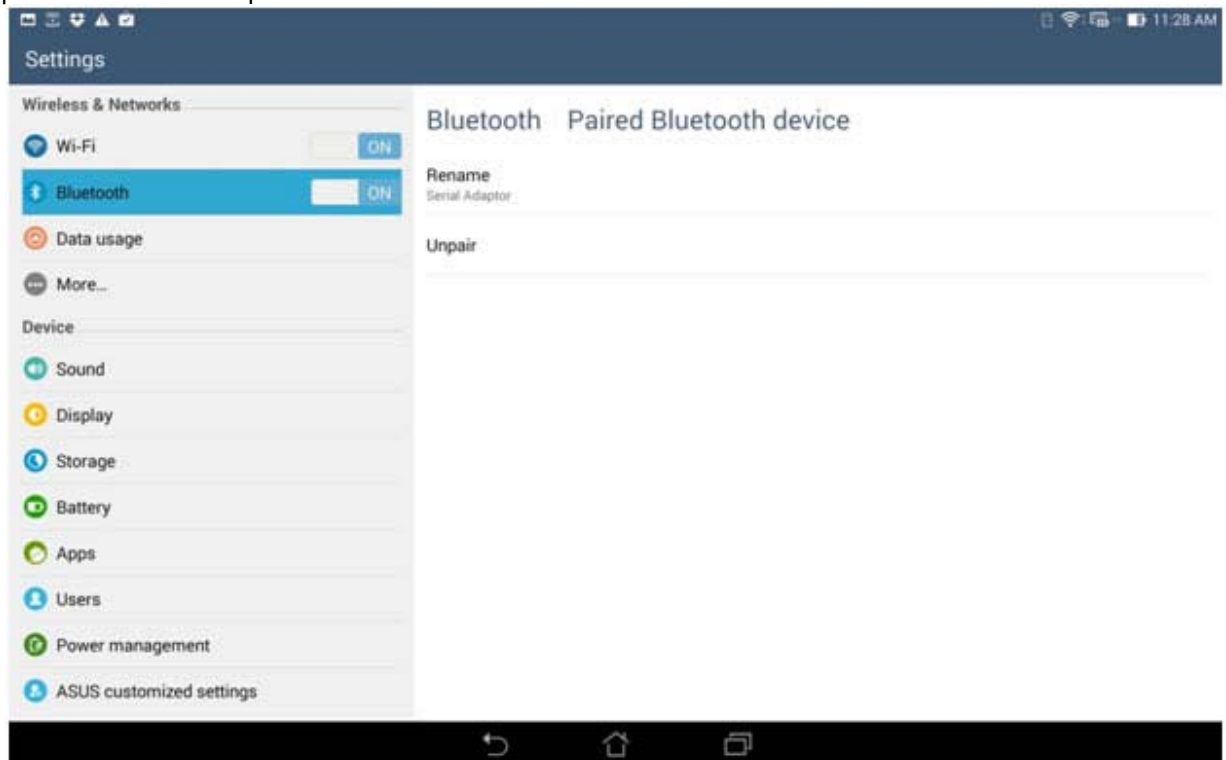 11:28 AM
Settings
Wireless & Networks
Wi-Fi ON
Bluetooth ON
Data usage
More...
Device
Sound
Display
Storage
Battery
Apps
Users
Power management
ASUS customized settings
Bluetooth Paired Bluetooth device
Rename
Serial Adaptor
Unpair